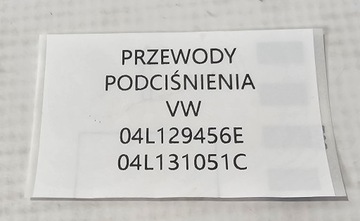 PRZEWODY
PODCIŚNIENIA
VW
04L129456E
04L131051C